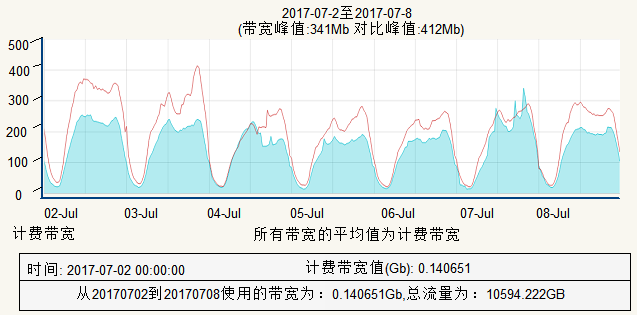 2017-07-2至2017-07-8
(带宽峰值:341Mb 对比峰值:412Mb)
500
400
300
200
100
0
02-Jul 03-Jul 04-Jul 05-Jul 06-Jul 07-Jul 08-Jul
计费带宽 所有带宽的平均值为计费带宽
时间: 2017-07-02 00:00:00 计费带宽值(Gb): 0.140651
从20170702到20170708使用的带宽为：0.140651Gb,总流量为：10594.222GB